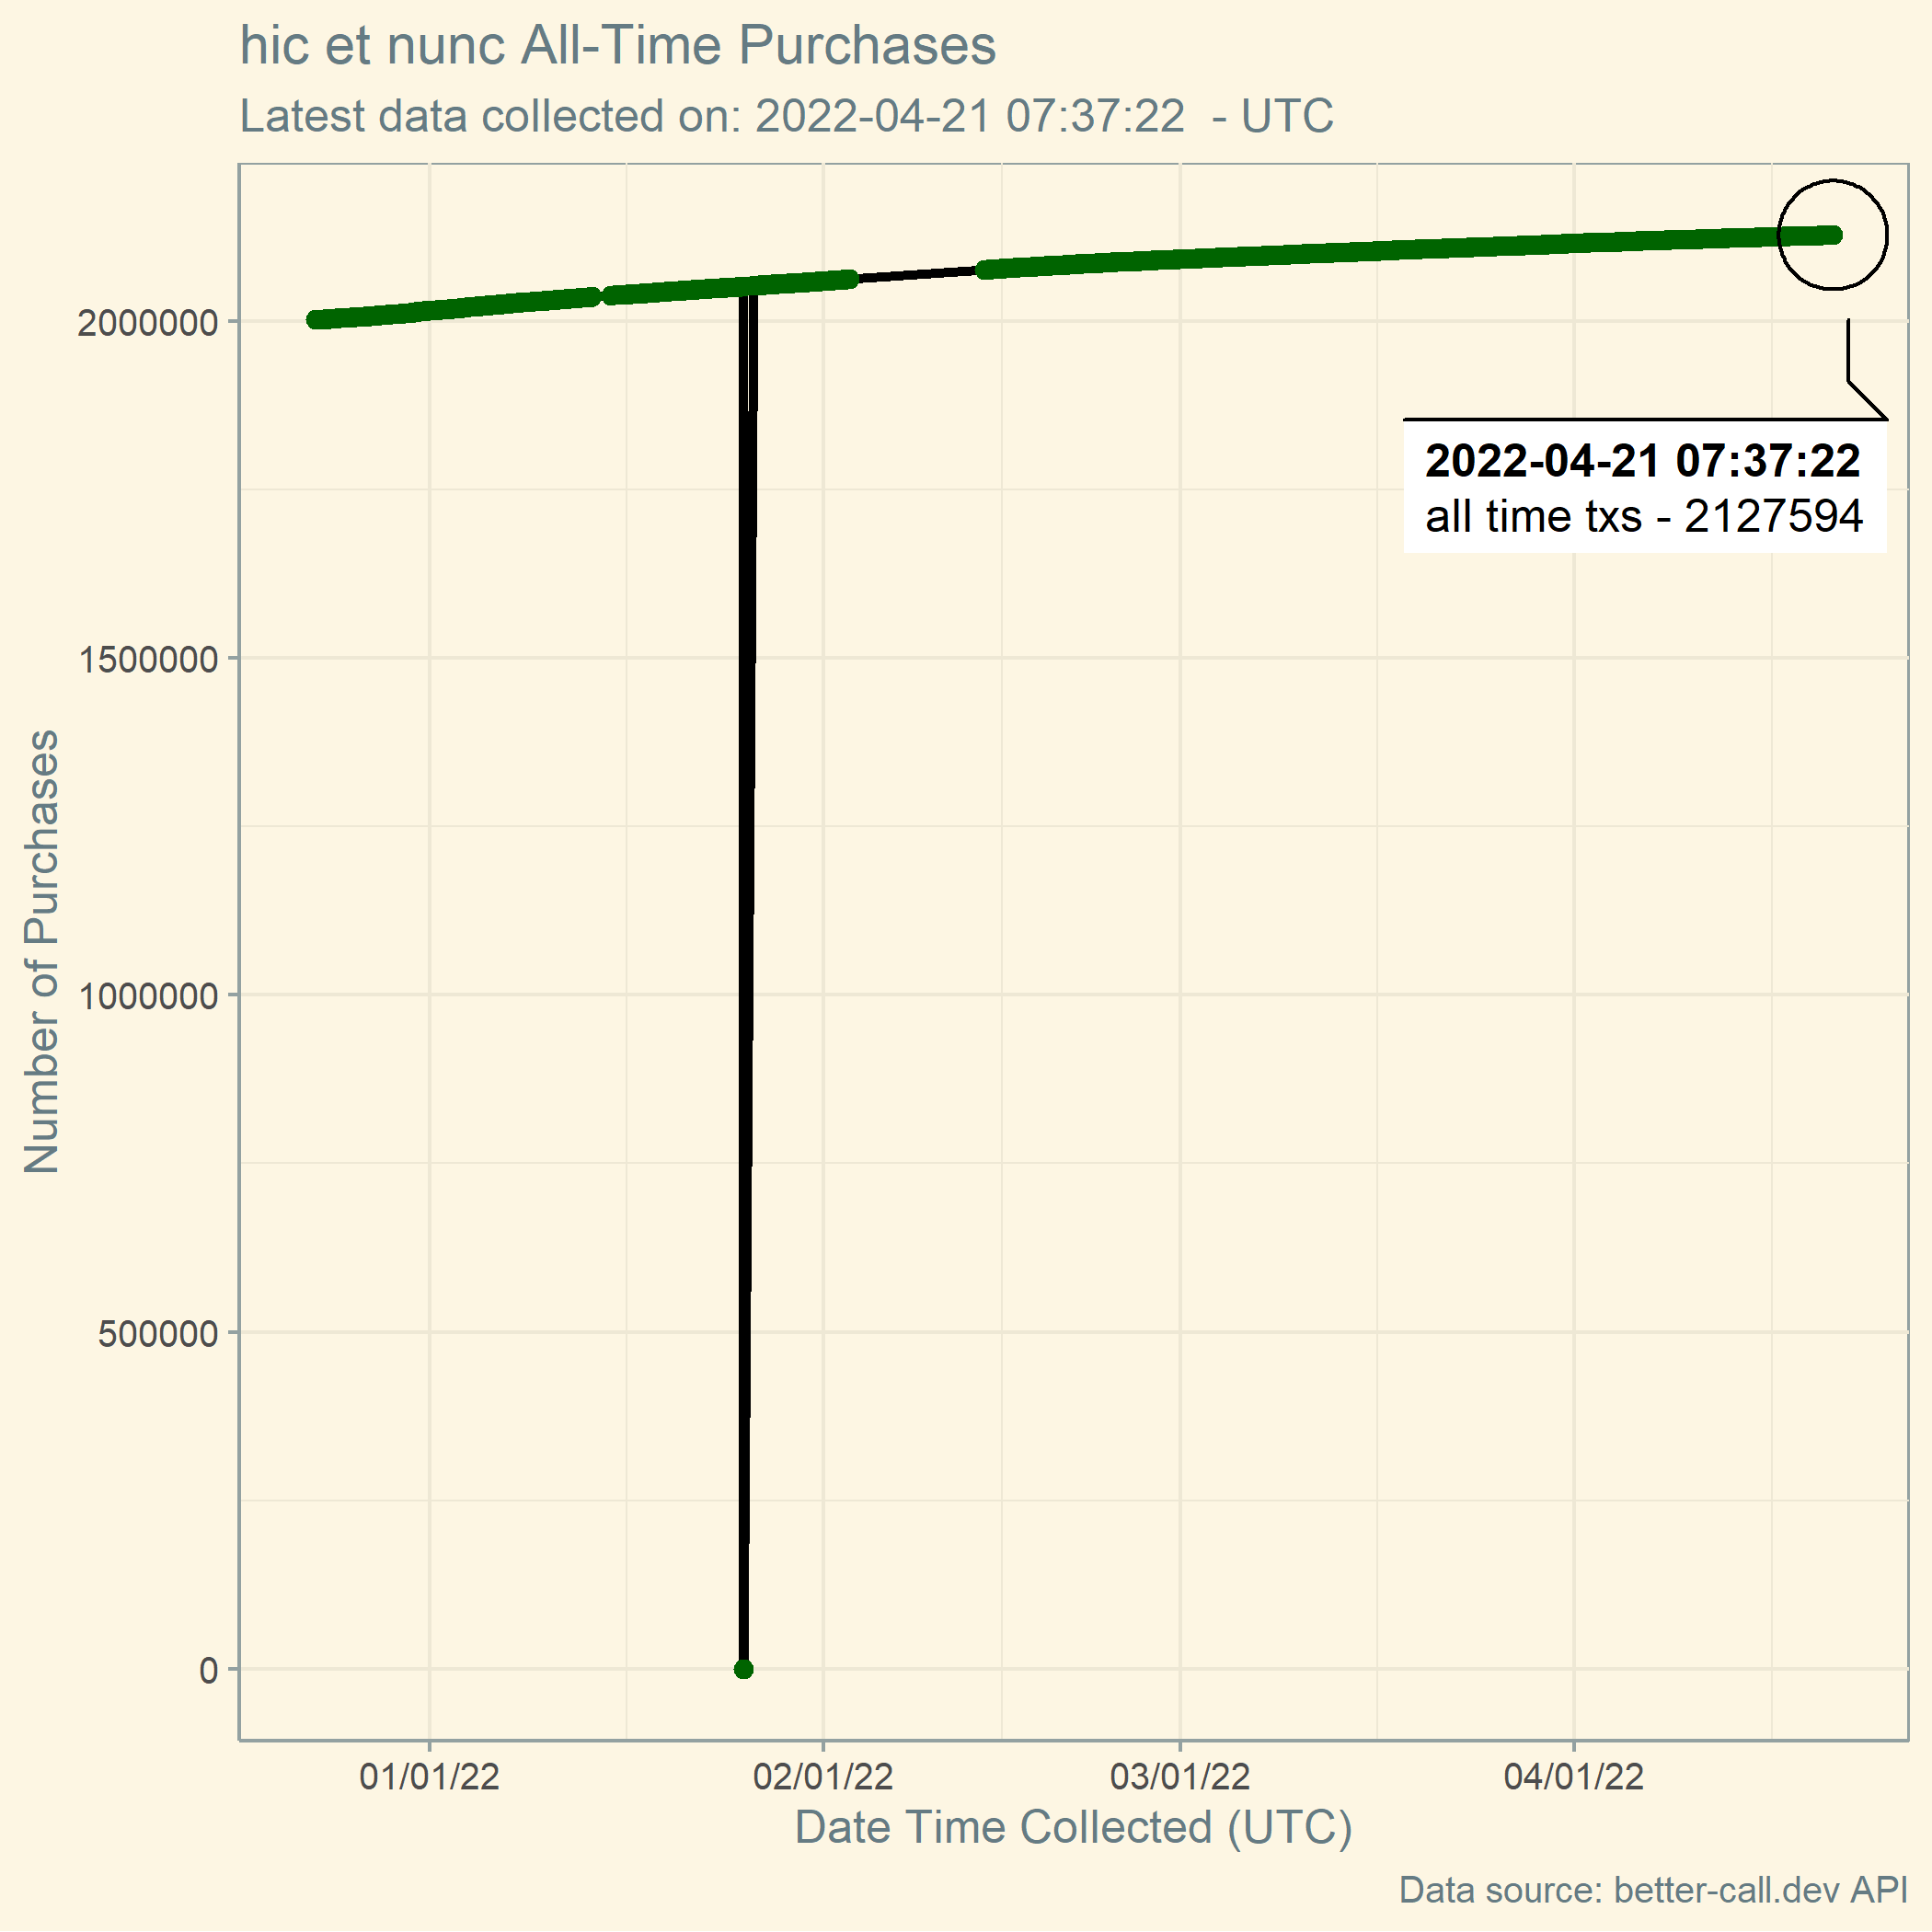 hic et nunc All-Time Purchases
Latest data collected on: 2022-04-21 07:37:22  - UTC
2000000
1500000
1000000
500000
0
Number of Purchases
2022-04-21 07:37:22
all time txs - 2127594
01/01/22
02/01/22
03/01/22
04/01/22
Date Time Collected (UTC)
Data source: better-call.dev API